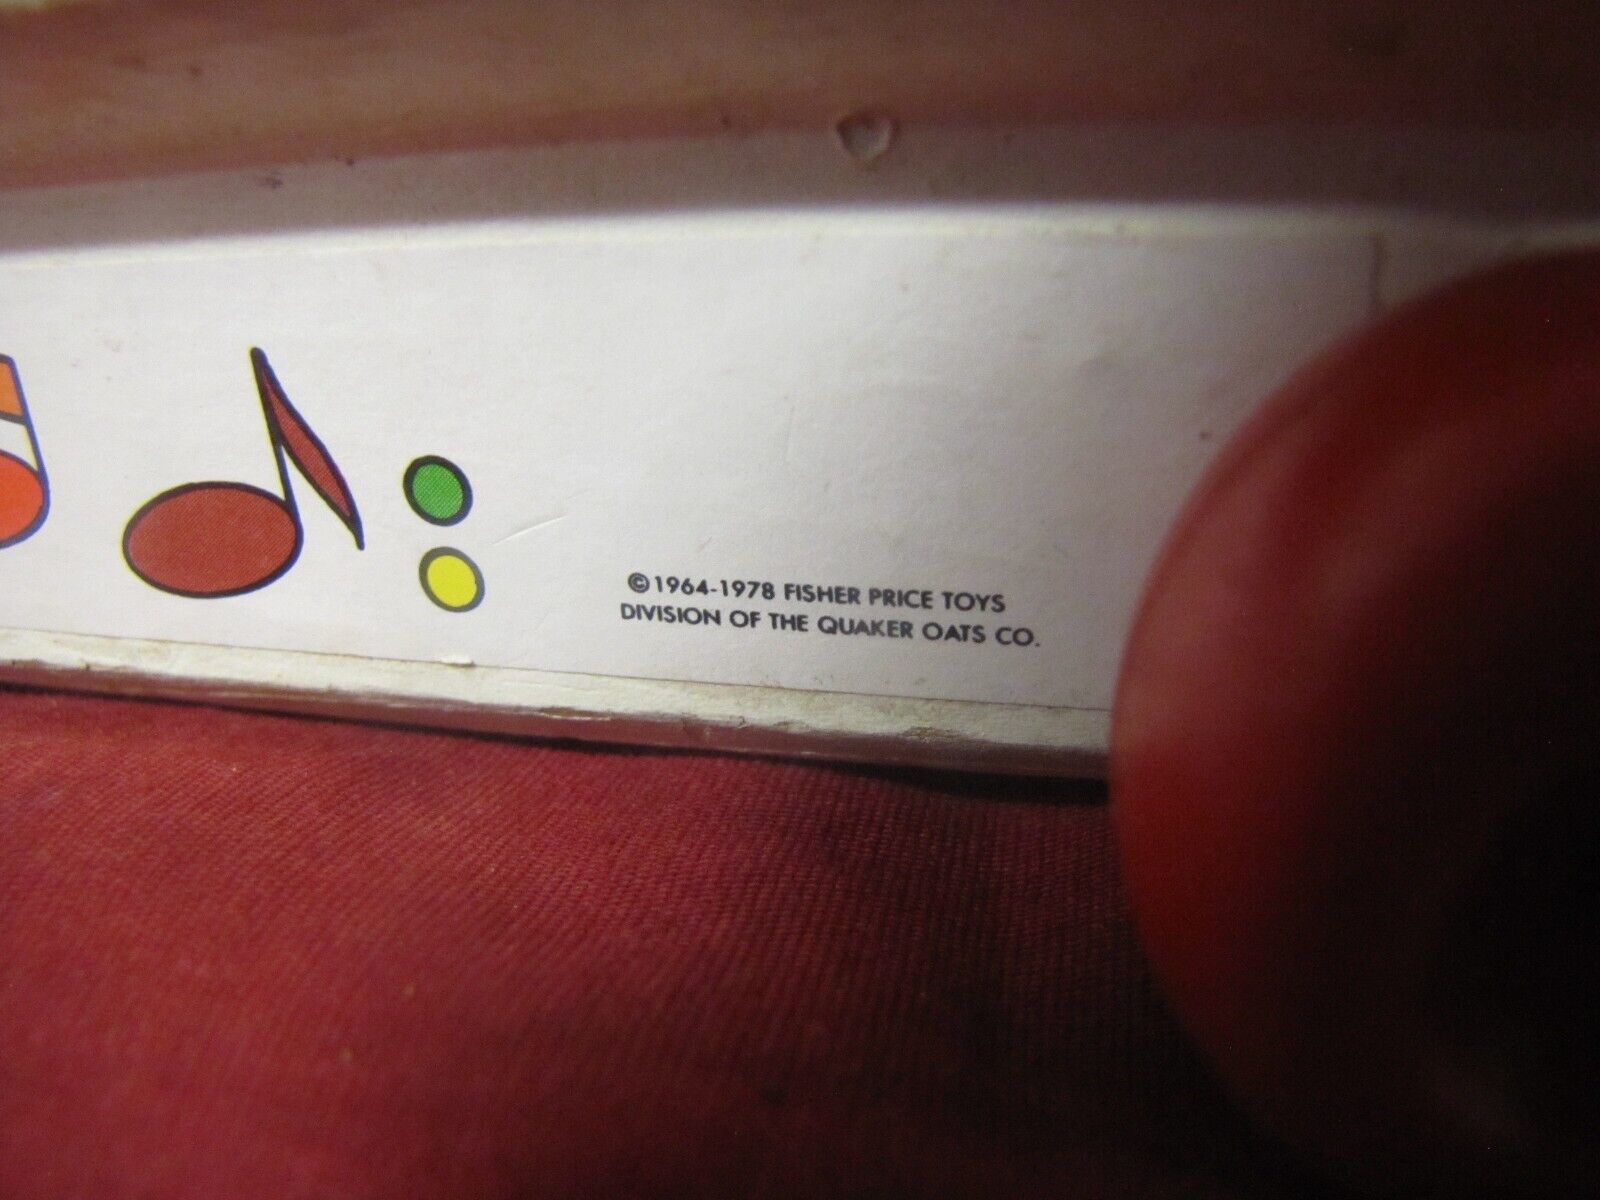 ©1964-1978 FISHER PRICE TOYS
DIVISION OF THE QUAKER OATS CO.